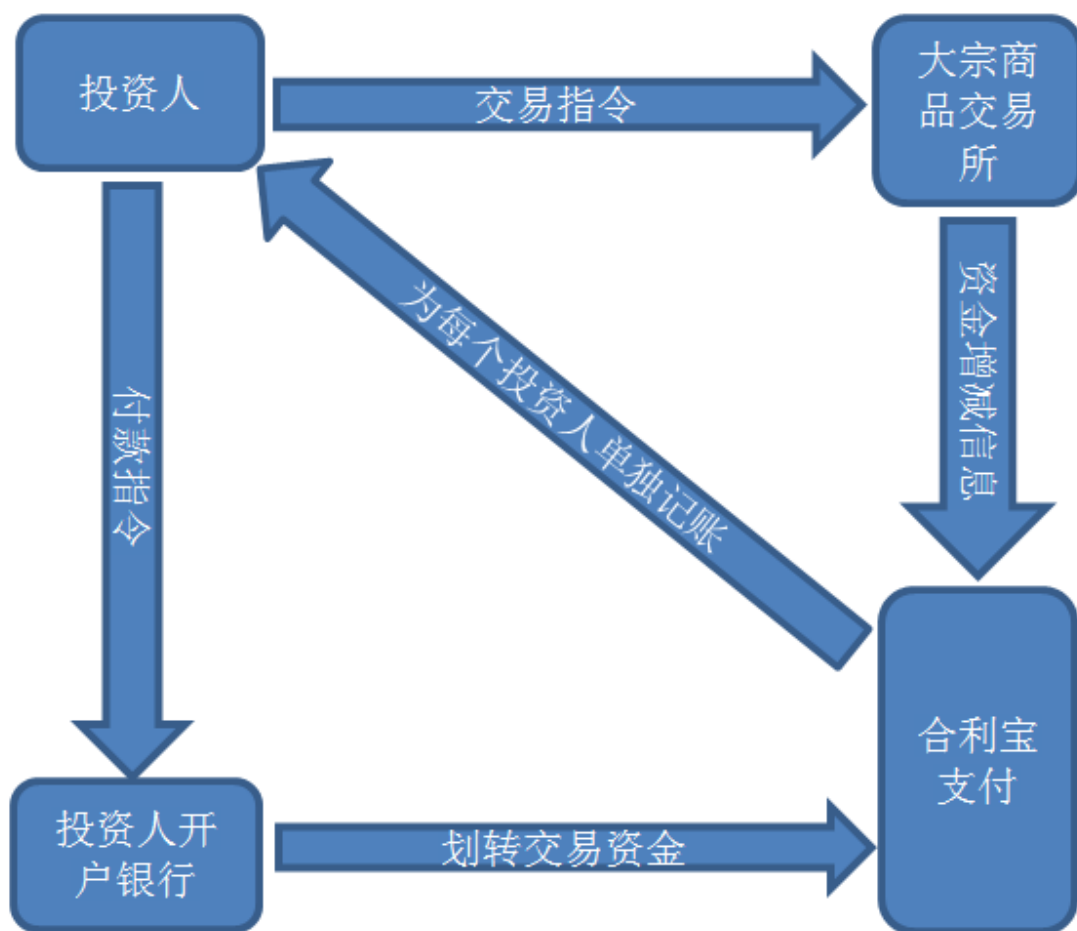 投资人
交易指令
大宗商
品交易
所
资金增减信息
为每个投资人单独记账
付款指令
合利宝
支付
投资人开
户银行
划转交易资金